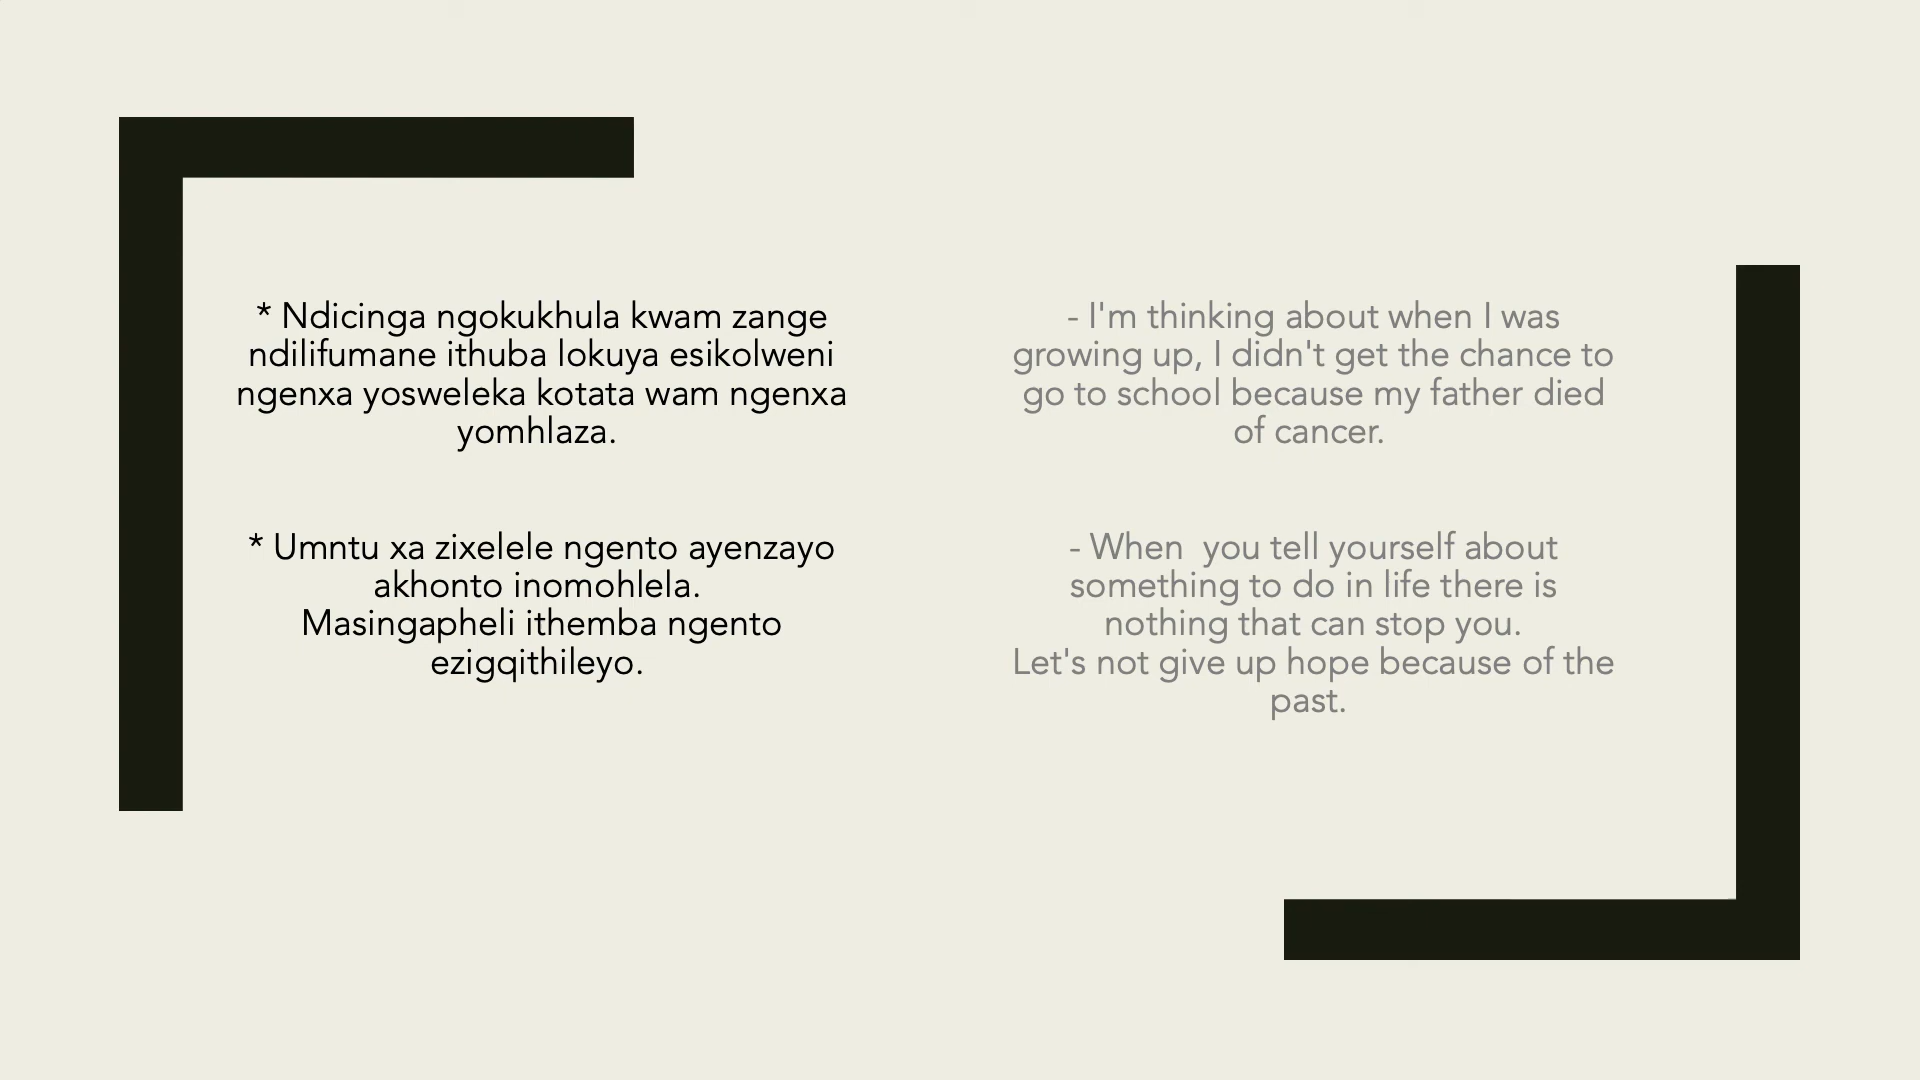 * Ndicinga ngokukhula kwam zange
ndilifumane ithuba lokuya esikolweni
ngenxa yosweleka kotata wam ngenxa
yomhlaza.
* Umntu xa zixelele ngento ayenzayo
akhonto inomohlela.
Masingapheli ithemba ngento
ezigqithileyo.
- I'm thinking about when I was
growing up, I didn't get the chance to
go to school because my father died
of cancer.
- When  you tell yourself about
something to do in life there is
nothing that can stop you.
Let's not give up hope because of the
past.